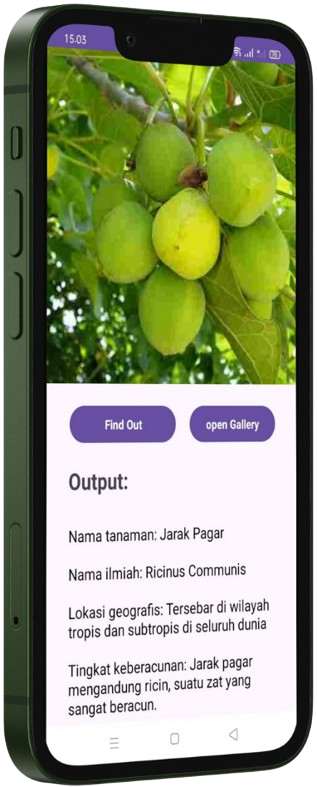 15.03
Find Out
open Gallery
Output:
Nama tanaman: Jarak Pagar
Nama ilmiah: Ricinus Communis
Lokasi geografis: Tersebar di wilayah
tropis dan subtropis di seluruh dunia
Tingkat keberacunan: Jarak pagar
mengandung ricin, suatu zat yang
sangat beracun.